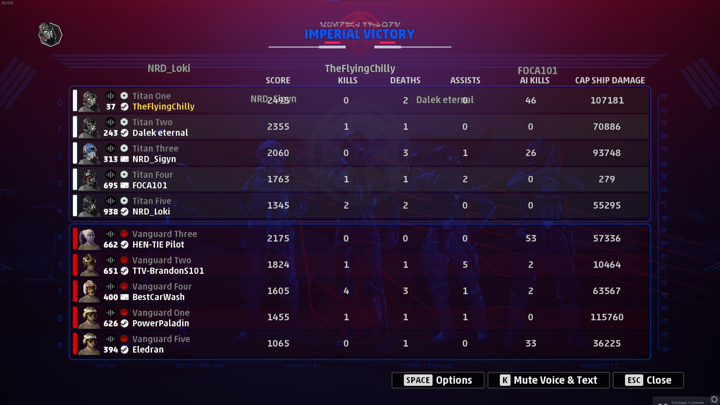 IMPERIAL VICTORY
NRD_Loki TheFlyingChilly FOCA101
SCORE KILLS DEATHS ASSISTS AI KILLS CAP SHIP DAMAGE
NRD_Sigyn Dalek eternal
Titan One
37 TheFlyingChilly 2495 0 2 0 46 107181
Titan Two
243 Dalek eternal 2355 1 1 0 0 70886
Titan Three
313 NRD_Sigyn 2060 0 3 1 26 93748
Titan Four
695 FOCA101 1763 1 1 2 0 279
Titan Five
938 NRD_Loki 1345 2 2 0 0 55295
Vanguard Three
662 HEN-TIE Pilot 2175 0 0 0 53 57336
Vanguard Two
651 TTV-BrandonS101 1824 1 1 5 2 10464
Vanguard Four
400 BestCarWash 1605 4 3 1 2 63567
Vanguard One
626 PowerPaladin 1455 1 1 1 0 115760
Vanguard Five
394 Eledran 1065 0 1 0 33 36225
SPACE Options K Mute Voice & Text ESC Close